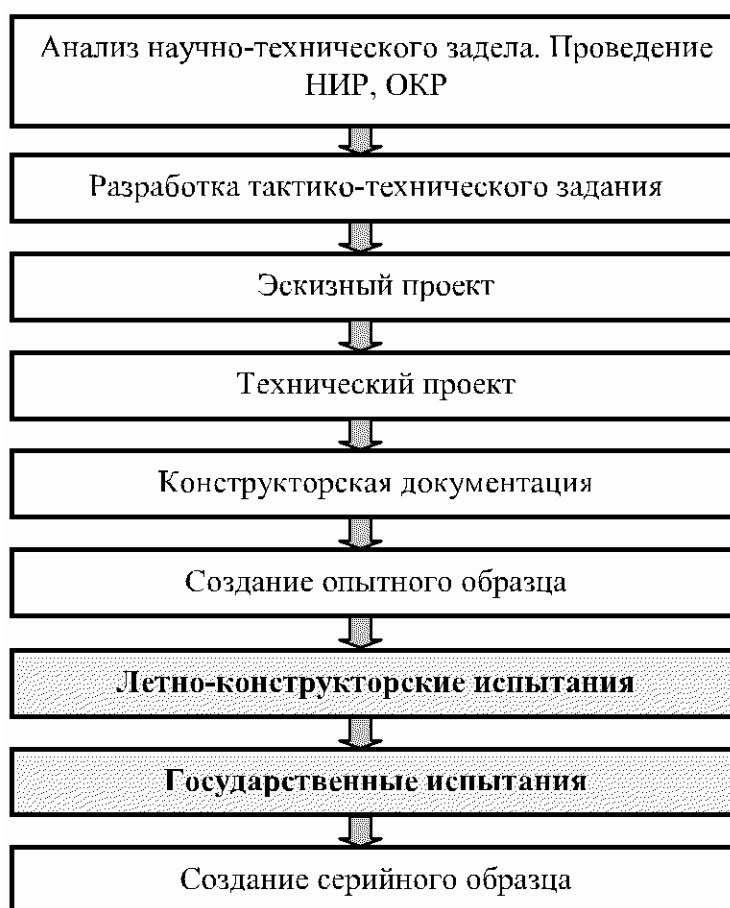 Анализ научно-технического задела. Проведение
НИР, ОКР
Разработка тактико-технического задания
Эскизный проект
Технический проект
Конструкторская документация
Создание опытного образца
Летно-конструкторские испытания
Государственные испытания
Создание серийного образца